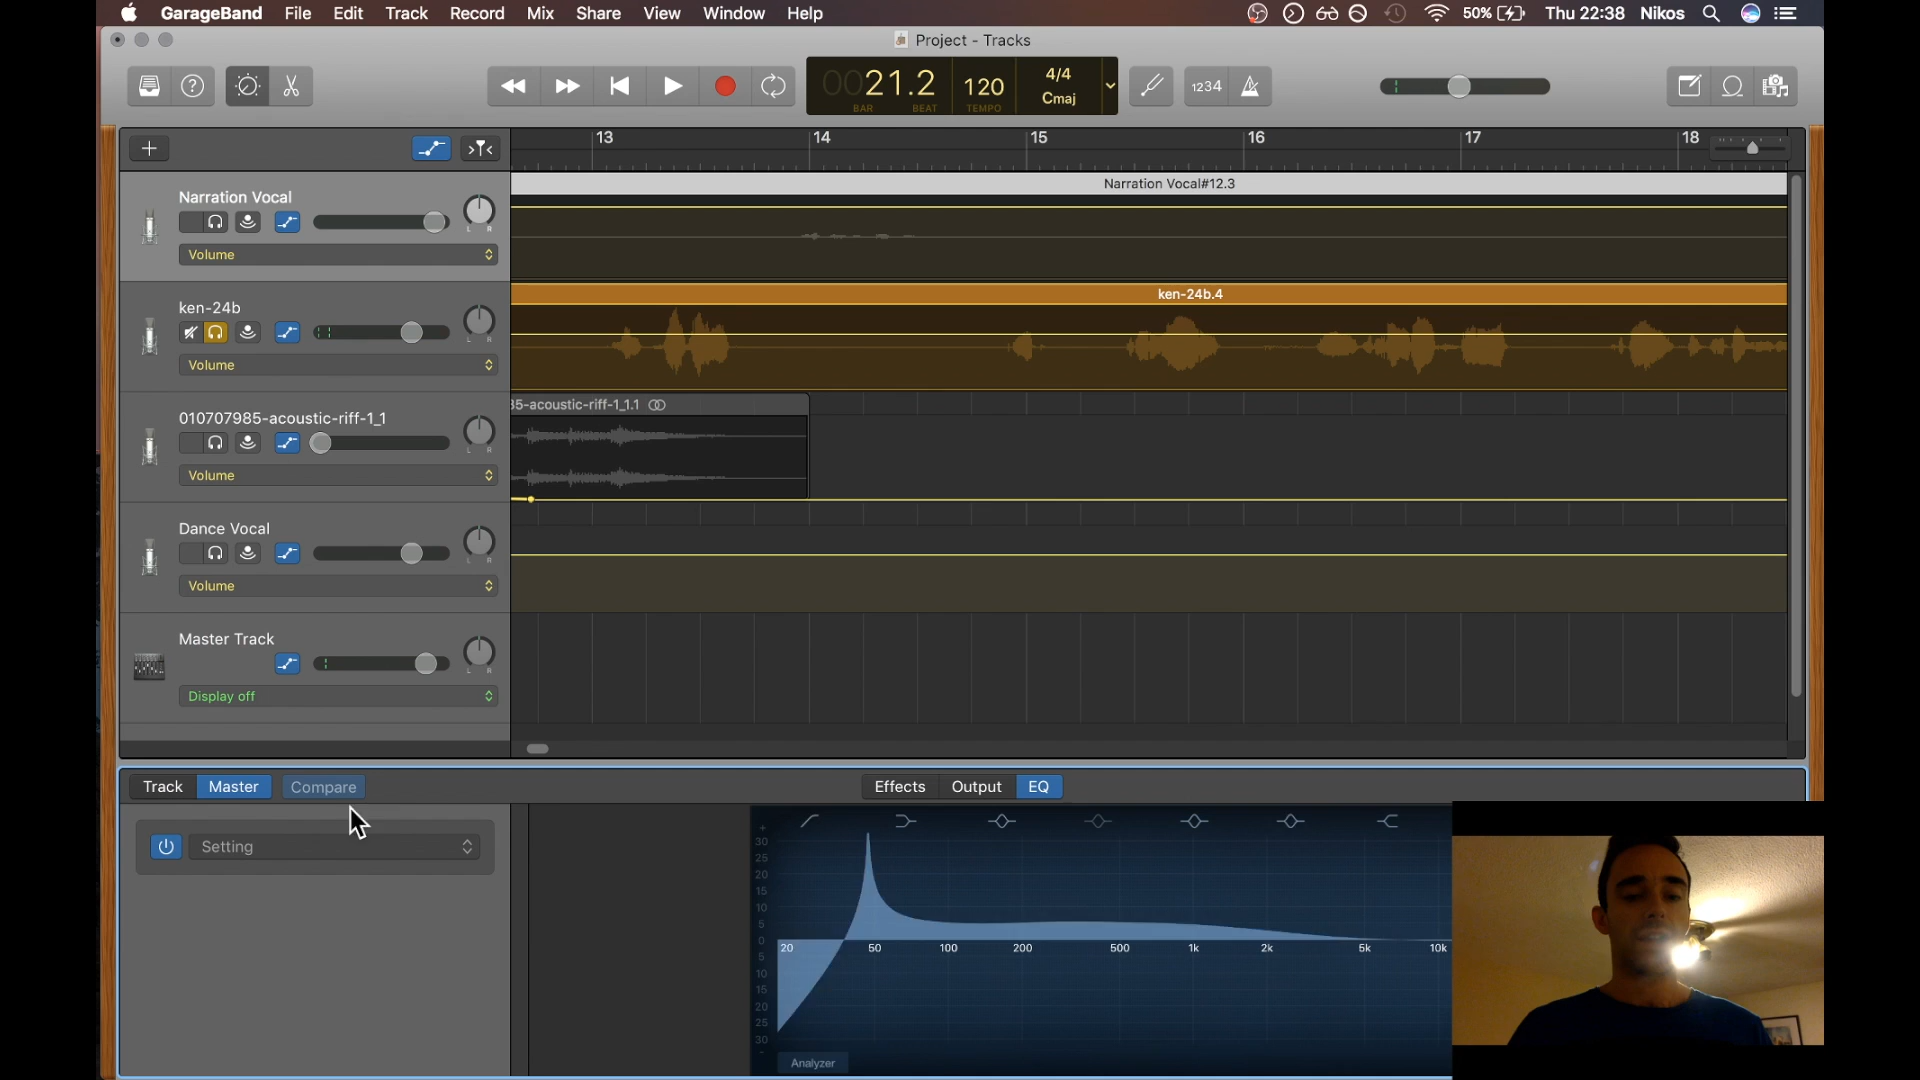 GarageBand File Edit Track Record Mix Share View Window Help
50% Thu 22:38 Nikos
Project - Tracks
0021.2 120 4/4
Cmaj
BAR BEAT TEMPO
1234
13 14 15 16 17 18
Narration Vocal
L R
Volume
Narration Vocal#12.3
ken-24b
Volume
ken-24b.4
010707985-acoustic-riff-1_1
L R
Volume
35-acoustic-riff-1_1.1
Dance Vocal
L R
Volume
Master Track
L R
Display off
Track Master Compare
Effects Output EQ
Setting
+
30
25
20
15
10
5
0
5
10
15
20
25
30
-
20 50 100 200 500 1k 2k 5k 10k
Analyzer